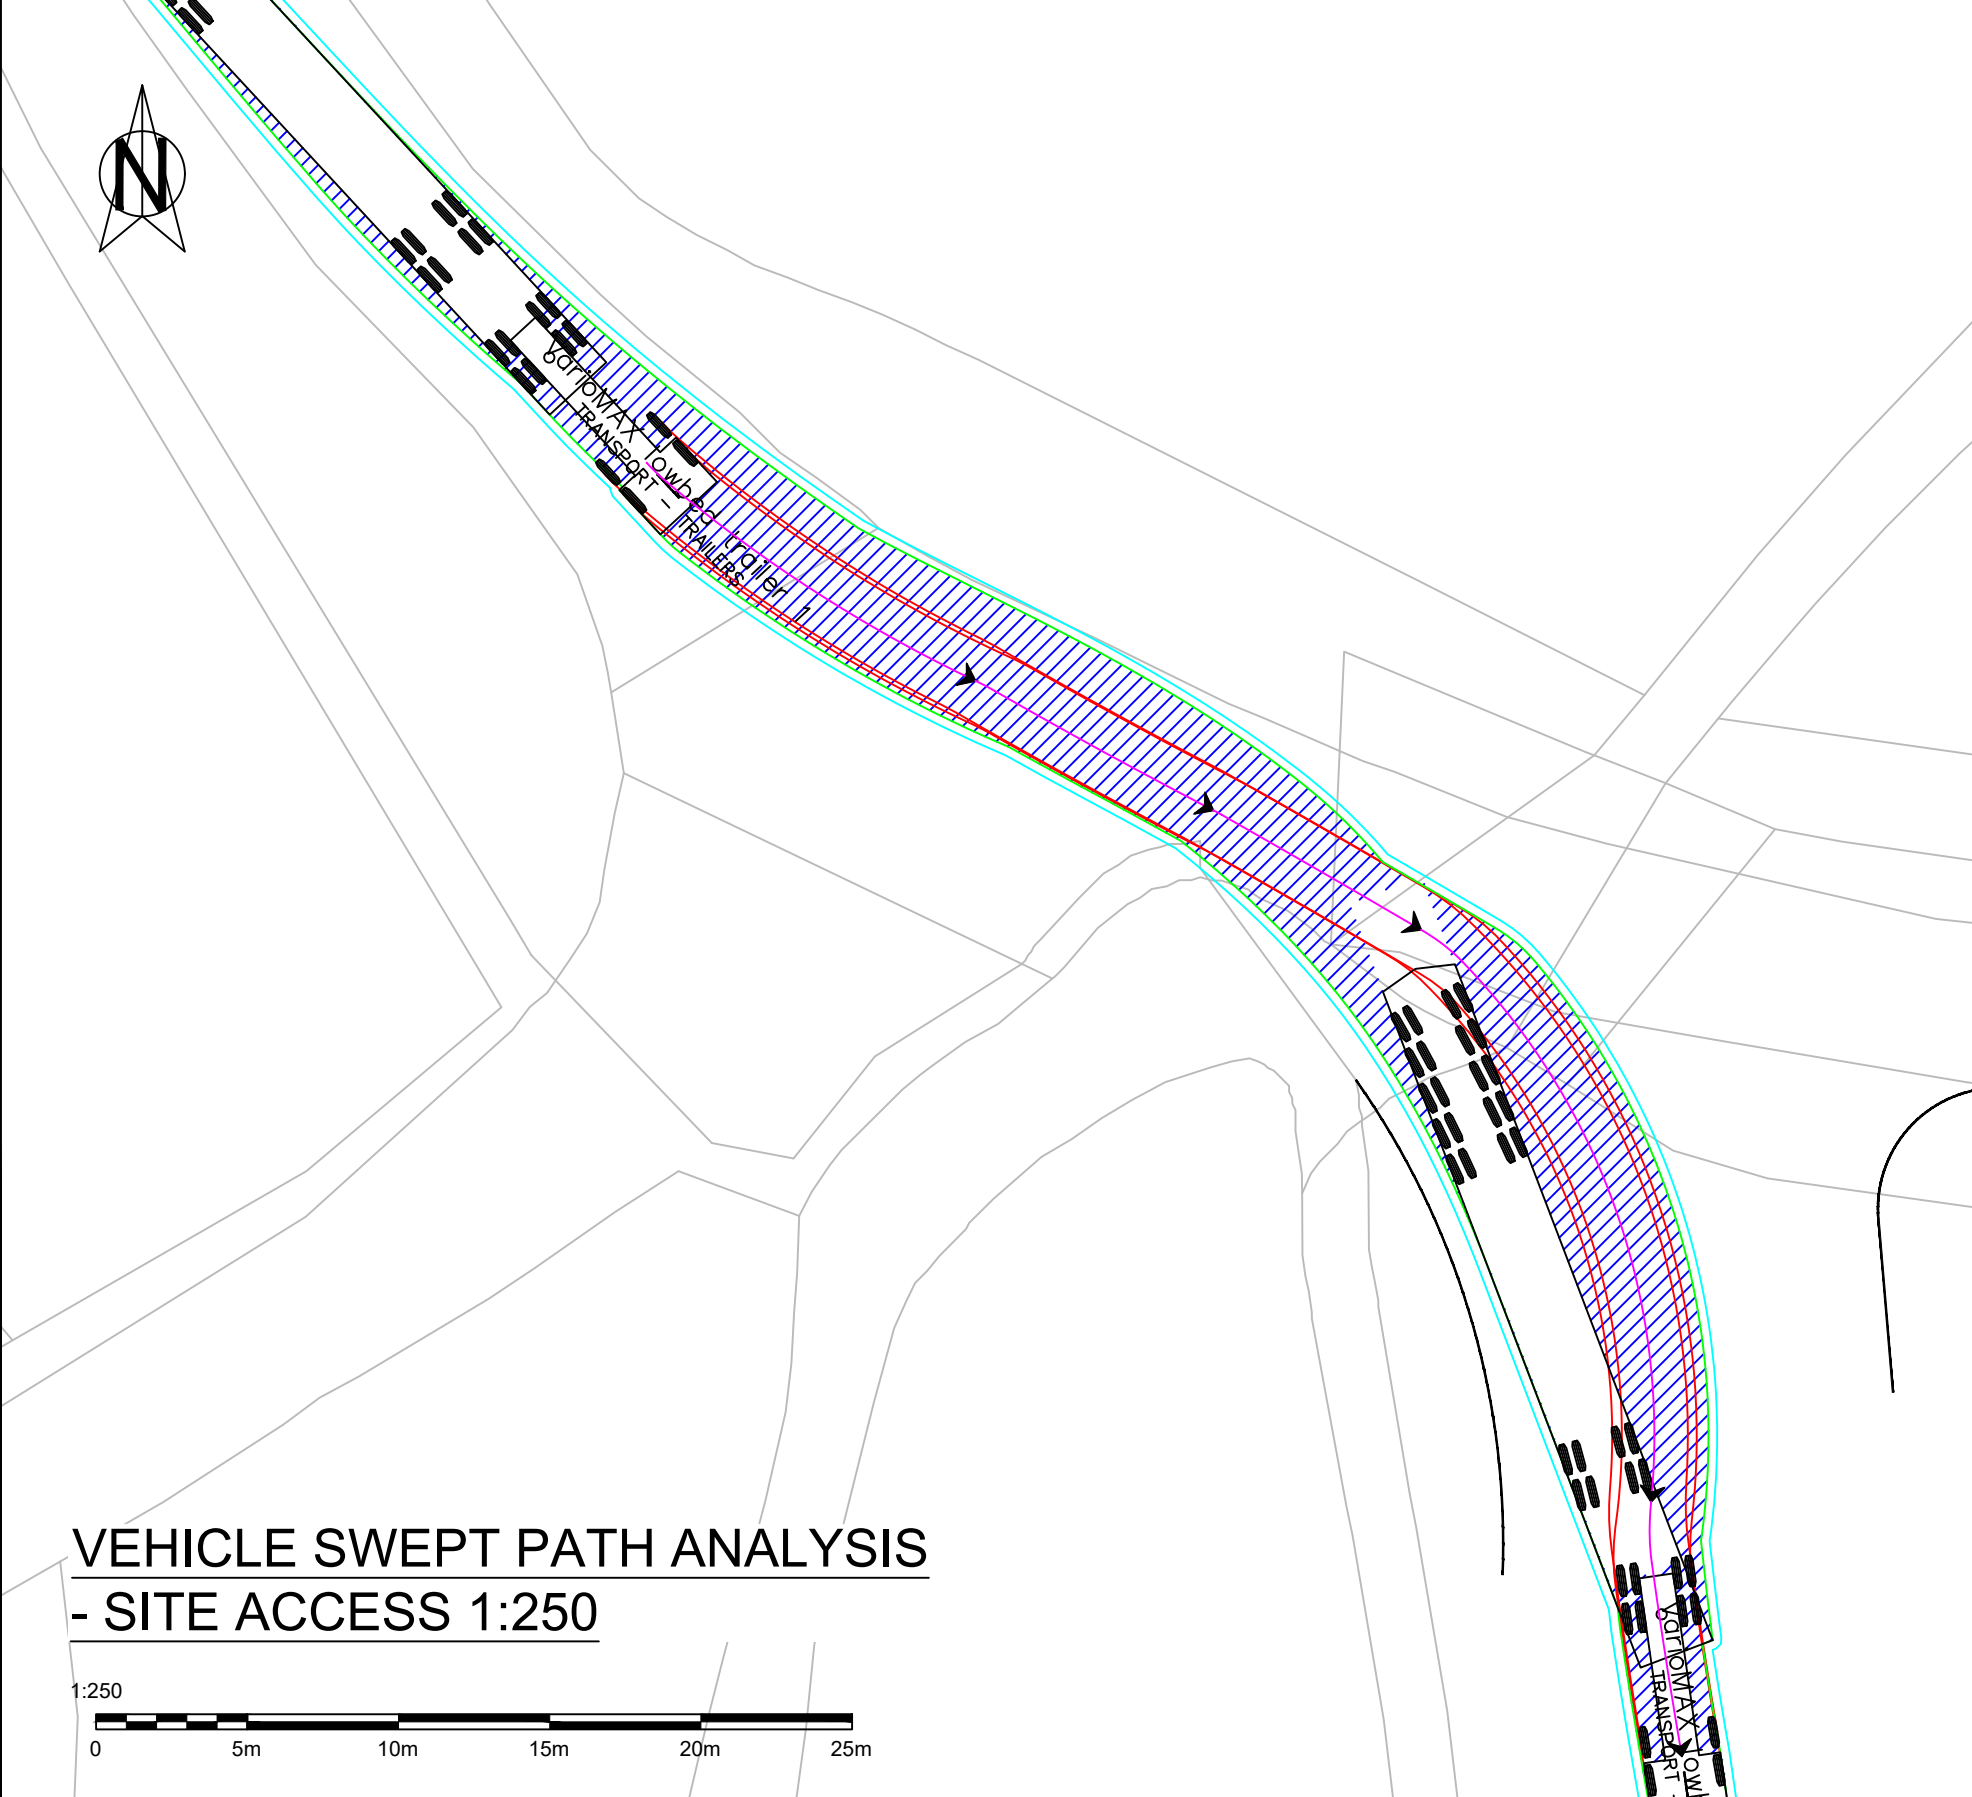 N
VarioMAX lowbed trailer 1
TRANSPORT - TRAILERS
VEHICLE SWEPT PATH ANALYSIS
- SITE ACCESS 1:250
1:250
0 5m 10m 15m 20m 25m
VarioMAX low
TRANSPORT -